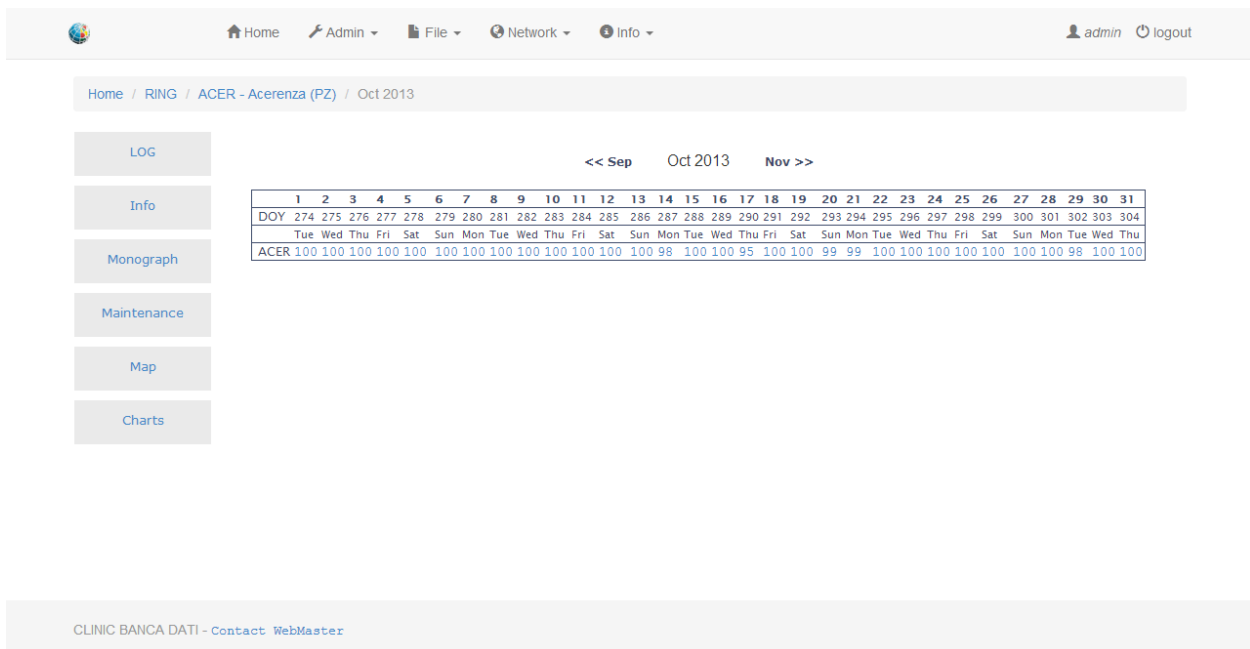 Home Admin File Network Info admin logout
Home / RING / ACER - Acerenza (PZ) / Oct 2013
LOG
Info
Monograph
Maintenance
Map
Charts
<< Sep Oct 2013 Nov >>
1 2 3 4 5 6 7 8 9 10 11 12 13 14 15 16 17 18 19 20 21 22 23 24 25 26 27 28 29 30 31
DOY 274 275 276 277 278 279 280 281 282 283 284 285 286 287 288 289 290 291 292 293 294 295 296 297 298 299 300 301 302 303 304
Tue Wed Thu Fri Sat Sun Mon Tue Wed Thu Fri Sat Sun Mon Tue Wed Thu Fri Sat Sun Mon Tue Wed Thu Fri Sat Sun Mon Tue Wed Thu
ACER 100 100 100 100 100 100 100 100 100 100 100 100 100 98 100 100 95 100 100 99 99 100 100 100 100 100 100 100 98 100 100
CLINIC BANCA DATI - Contact WebMaster